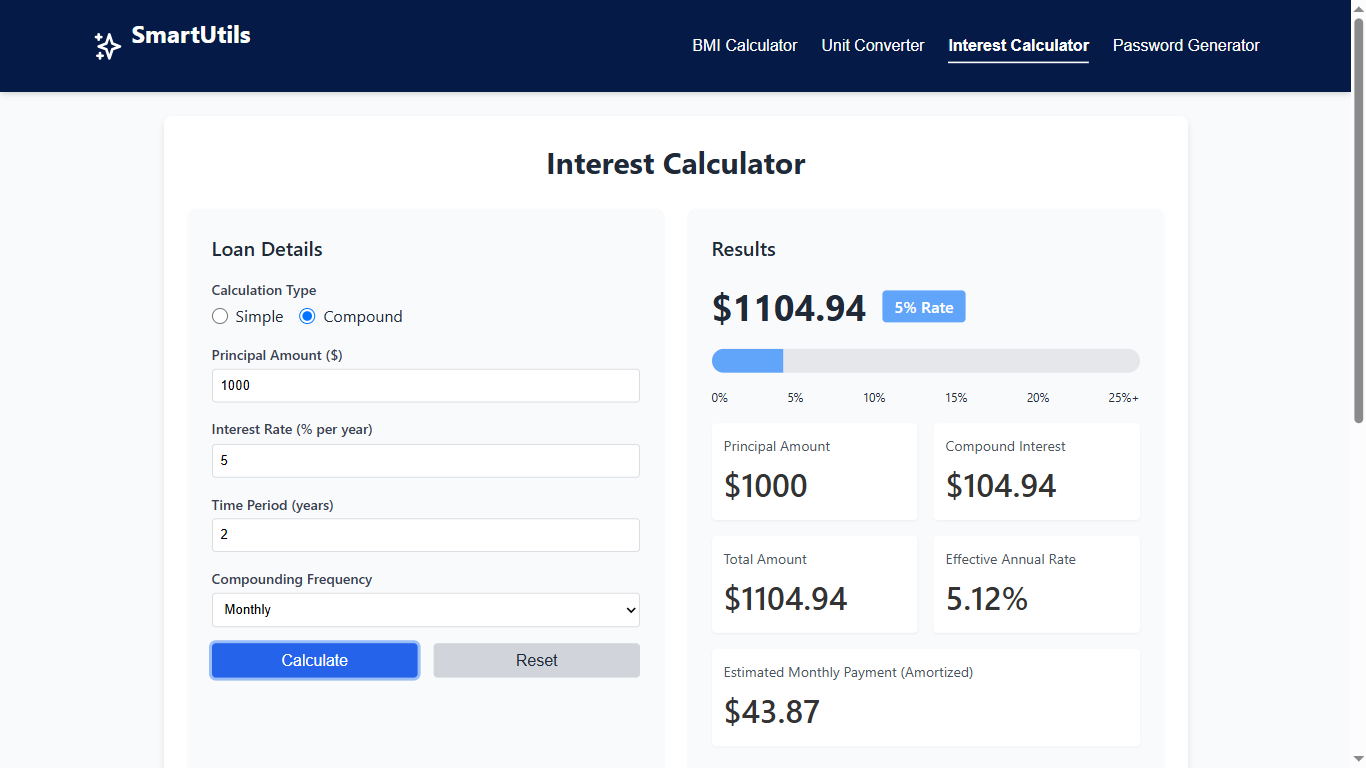 SmartUtils
BMI Calculator
Unit Converter
Interest Calculator
Password Generator
Interest Calculator
Loan Details
Calculation Type
Simple
Compound
Principal Amount ($)
1000
Interest Rate (% per year)
5
Time Period (years)
2
Compounding Frequency
Monthly
Calculate
Reset
Results
$1104.94
5% Rate
0%
5%
10%
15%
20%
25%+
Principal Amount
$1000
Compound Interest
$104.94
Total Amount
$1104.94
Effective Annual Rate
5.12%
Estimated Monthly Payment (Amortized)
$43.87